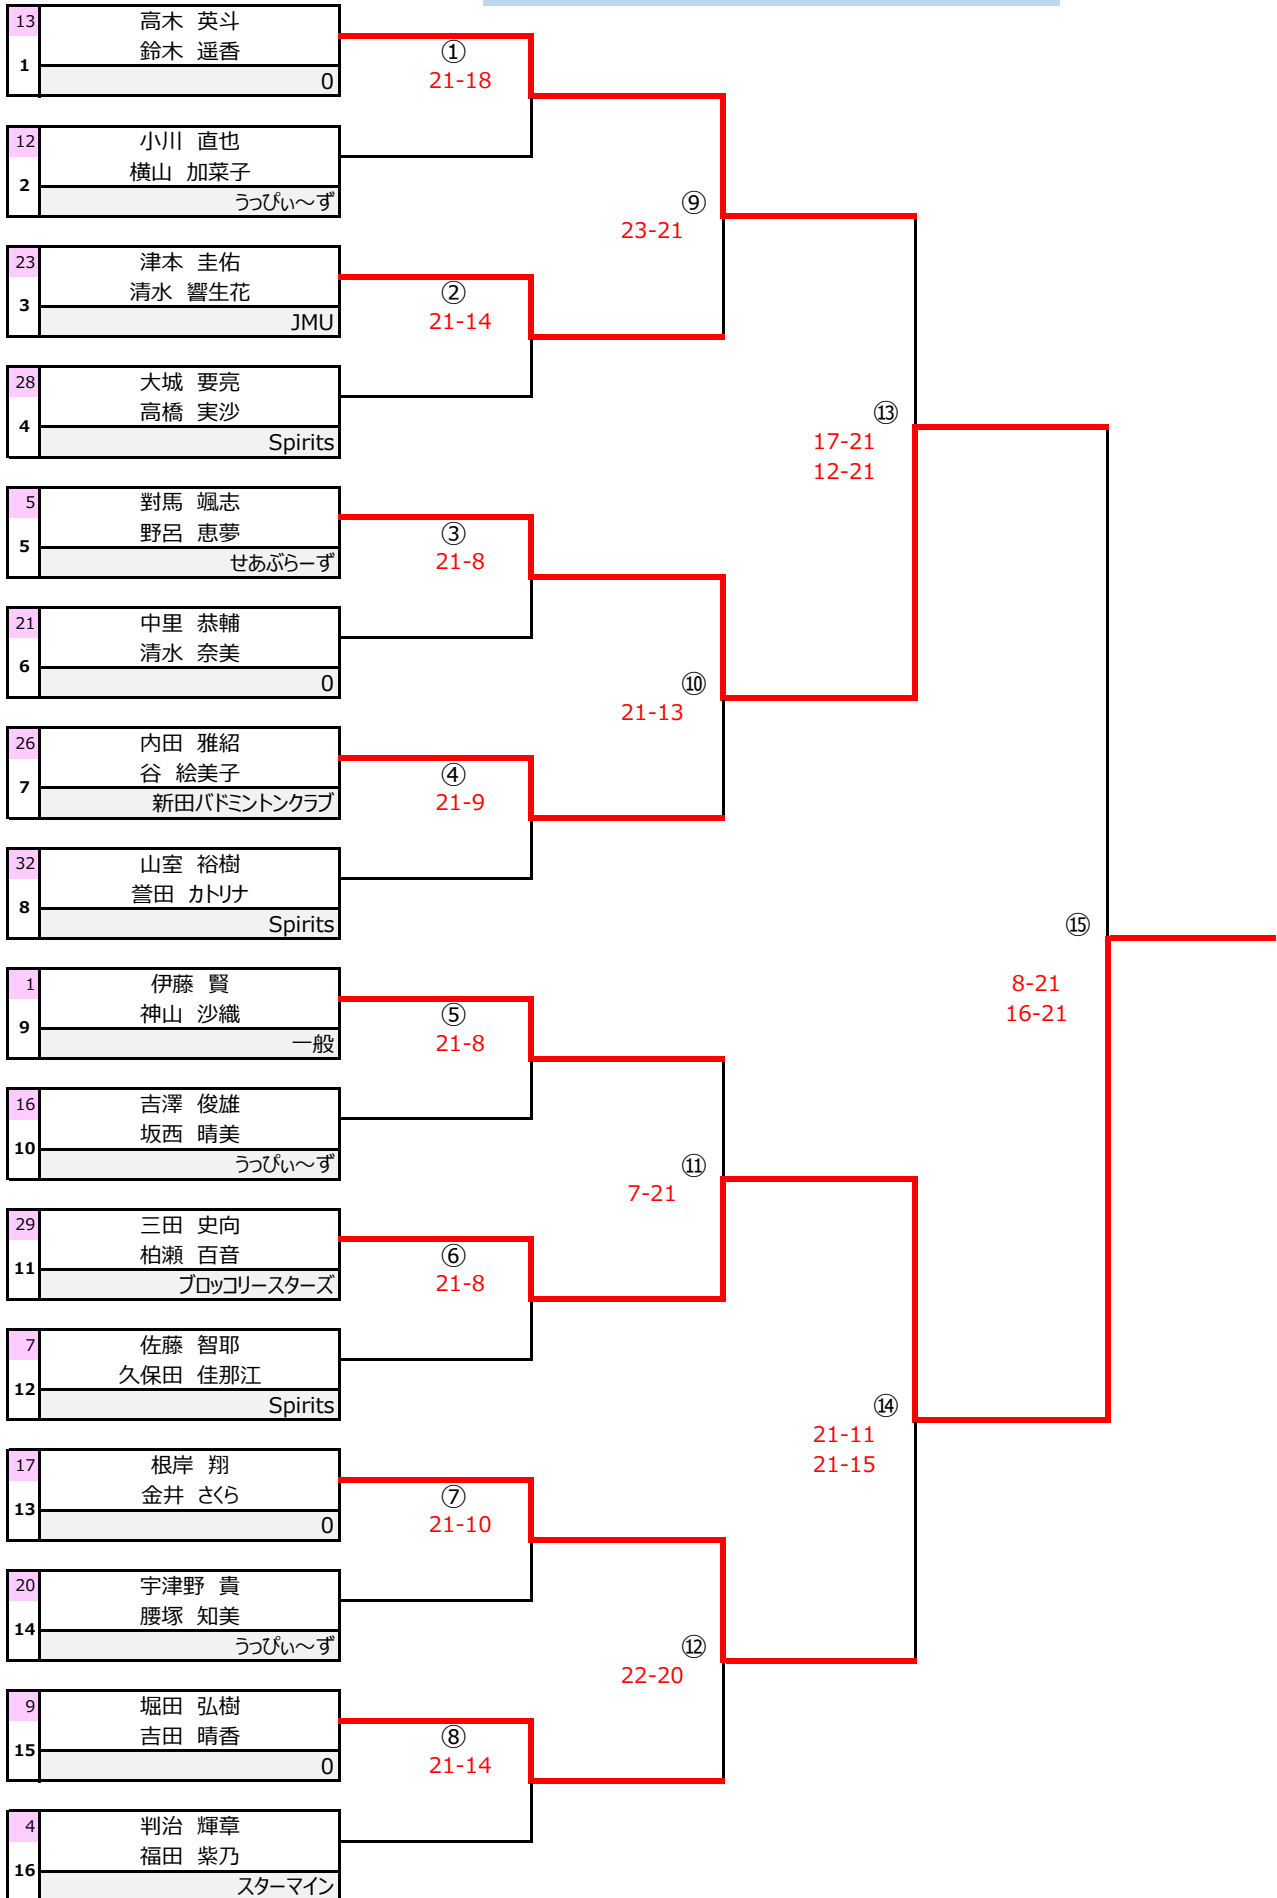 13
高木 英斗
鈴木 遥香
1
0
①
21-18
12
小川 直也
横山 加菜子
2
うっぴぃ～ず
⑨
23-21
23
津本 圭佑
清水 響生花
3
JMU
②
21-14
28
大城 要亮
高橋 実沙
4
Spirits
⑬
17-21
12-21
5
對馬 颯志
野呂 恵夢
5
せあぶらーず
③
21-8
21
中里 恭輔
清水 奈美
6
0
⑩
21-13
26
内田 雅紹
谷 絵美子
7
新田バドミントンクラブ
④
21-9
32
山室 裕樹
誉田 カトリナ
8
Spirits
⑮
8-21
16-21
1
伊藤 賢
神山 沙織
9
一般
⑤
21-8
16
吉澤 俊雄
坂西 晴美
10
うっぴぃ～ず
⑪
7-21
29
三田 史向
柏瀬 百音
11
ブロッコリースターズ
⑥
21-8
7
佐藤 智耶
久保田 佳那江
12
Spirits
⑭
21-11
21-15
17
根岸 翔
金井 さくら
13
0
⑦
21-10
20
宇津野 貴
腰塚 知美
14
うっぴぃ～ず
⑫
22-20
9
堀田 弘樹
吉田 晴香
15
0
⑧
21-14
4
判治 輝章
福田 紫乃
16
スターマイン